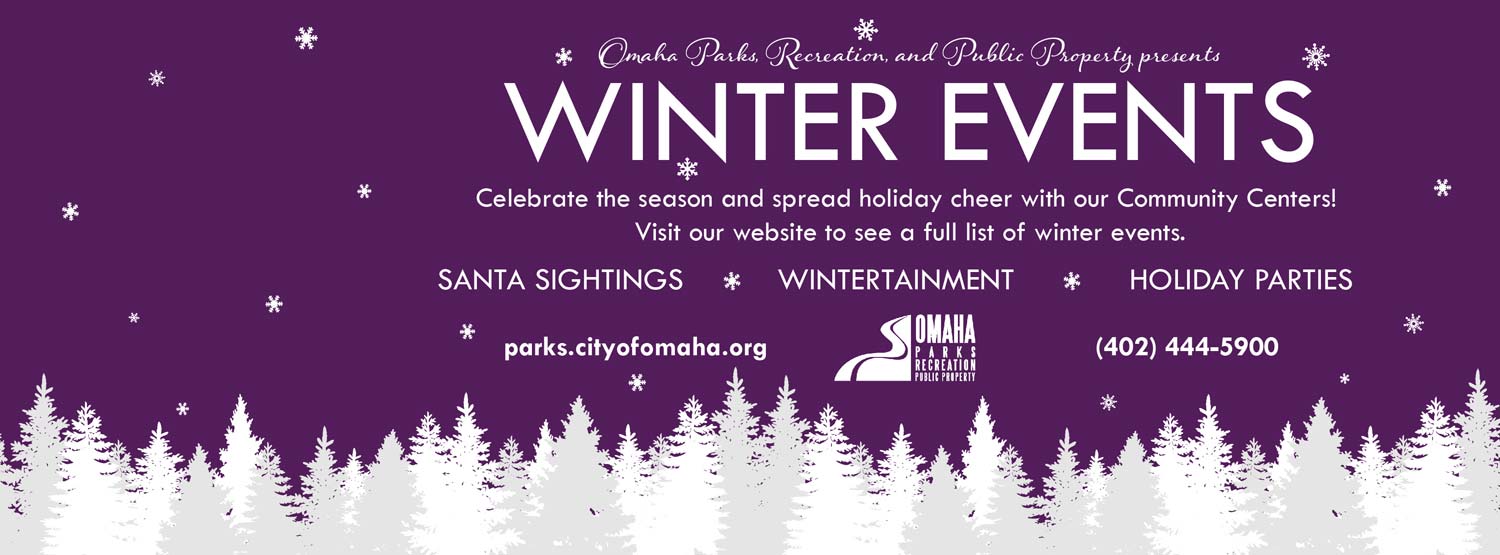 Omaha Parks, Recreation, and Public Property presents
WINTER EVENTS
Celebrate the season and spread holiday cheer with our Community Centers!
Visit our website to see a full list of winter events.
SANTA SIGHTINGS WINTERTAINMENT HOLIDAY PARTIES
parks.cityofomaha.org
OMAHA
PARKS
RECREATION
PUBLIC PROPERTY
(402) 444-5900